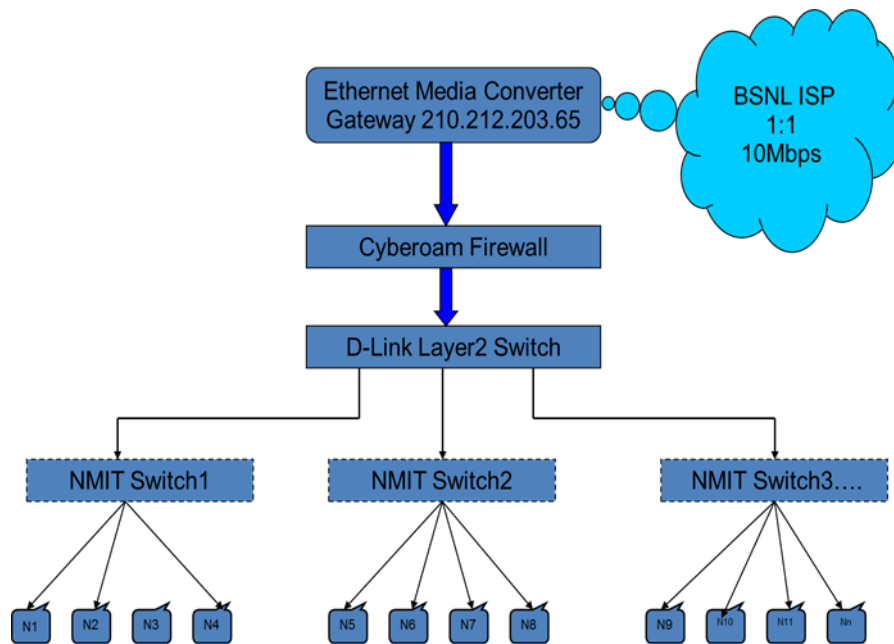 Ethernet Media Converter
Gateway 210.212.203.65
BSNL ISP
1:1
10Mbps
Cyberoam Firewall
D-Link Layer2 Switch
NMIT Switch1
NMIT Switch2
NMIT Switch3....
N1
N2
N3
N4
N5
N6
N7
N8
N9
N10
N11
Nn